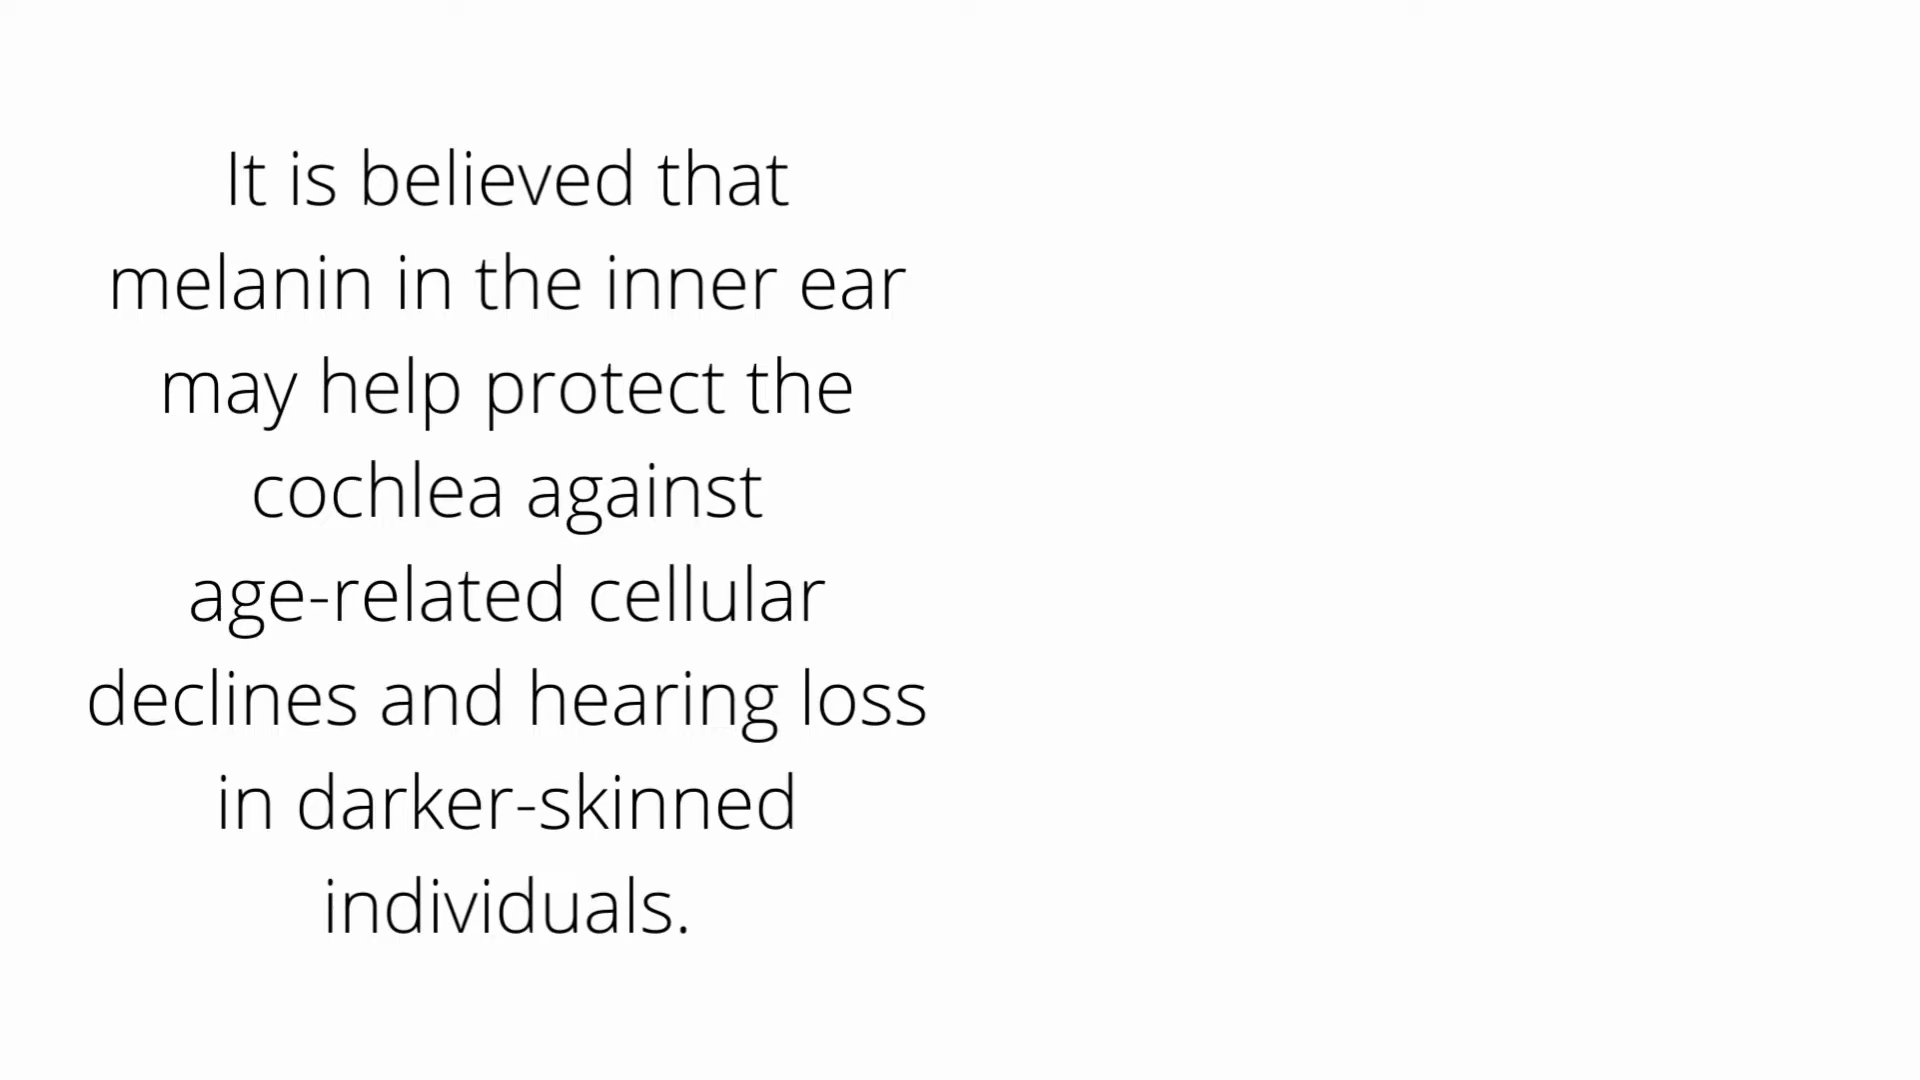 It is believed that
melanin in the inner ear
may help protect the
cochlea against
age-related cellular
declines and hearing loss
in darker-skinned
individuals.